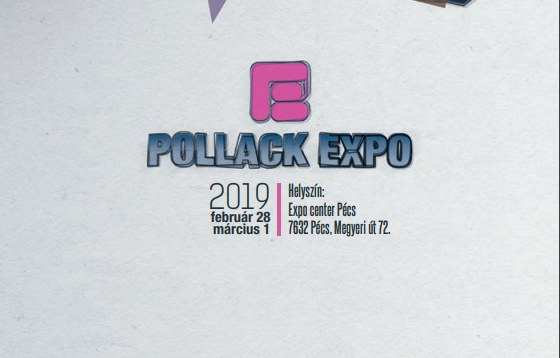 POLLACK EXPO
2019
február 28
március 1
Helyszín:
Expo center Pécs
7632 Pécs, Megyeri út 72.